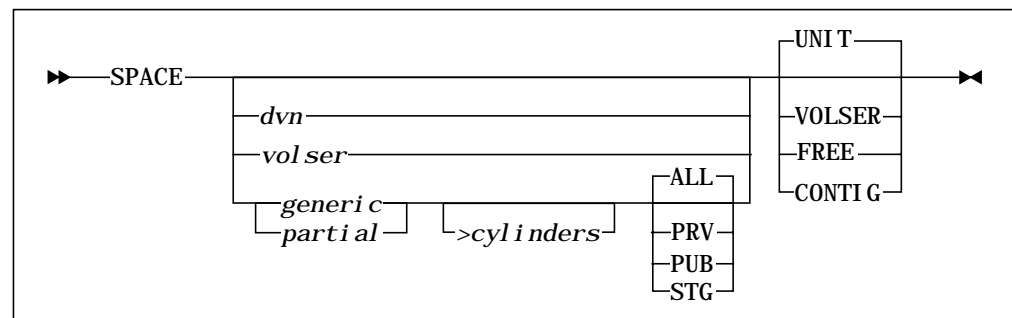 UNIT
SPACE
dvn
VOLSER
volser
FREE
ALL
CONTIG
generic
partial
>cylinders
PRV
PUB
STG